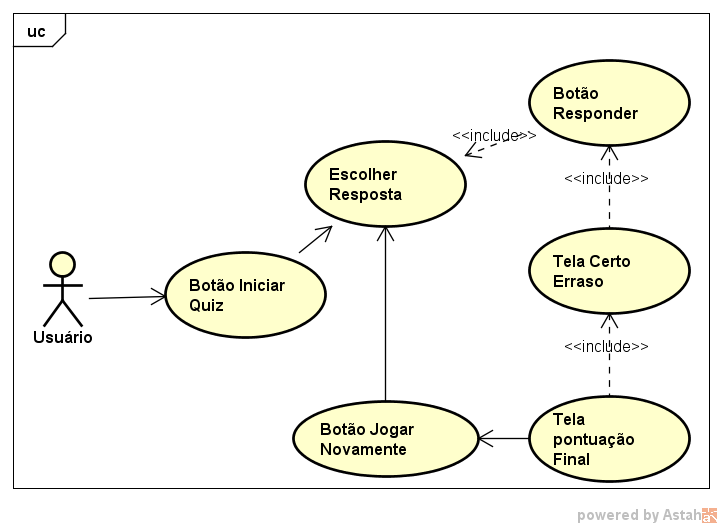 uc
Botão
Responder
<<include>>
Escolher
Resposta
<<include>>
Tela Certo
Erraso
Botão Iniciar
Quiz
Usuário
<<include>>
Botão Jogar
Novamente
Tela
pontuação
Final
powered by Astah